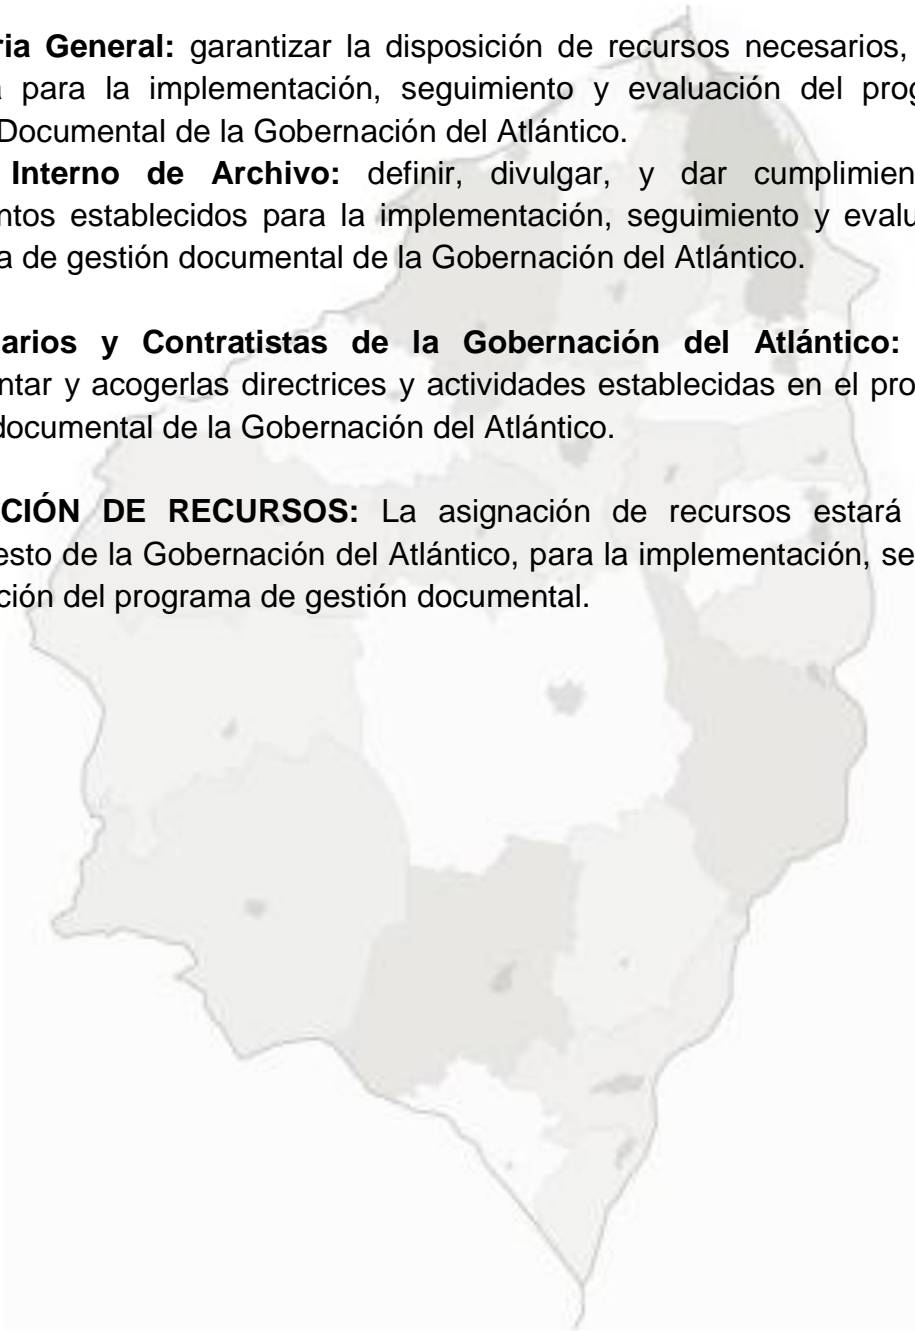 ria General: garantizar la disposición de recursos necesarios,
a para la implementación, seguimiento y evaluación del prog
Documental de la Gobernación del Atlántico.
Interno de Archivo: definir, divulgar, y dar cumplimien
ntos establecidos para la implementación, seguimiento y evalu
a de gestión documental de la Gobernación del Atlántico.
arios y Contratistas de la Gobernación del Atlántico:
ntar y acogerlas directrices y actividades establecidas en el pro
documental de la Gobernación del Atlántico.
CIÓN DE RECURSOS: La asignación de recursos estará
esto de la Gobernación del Atlántico, para la implementación, se
ción del programa de gestión documental.